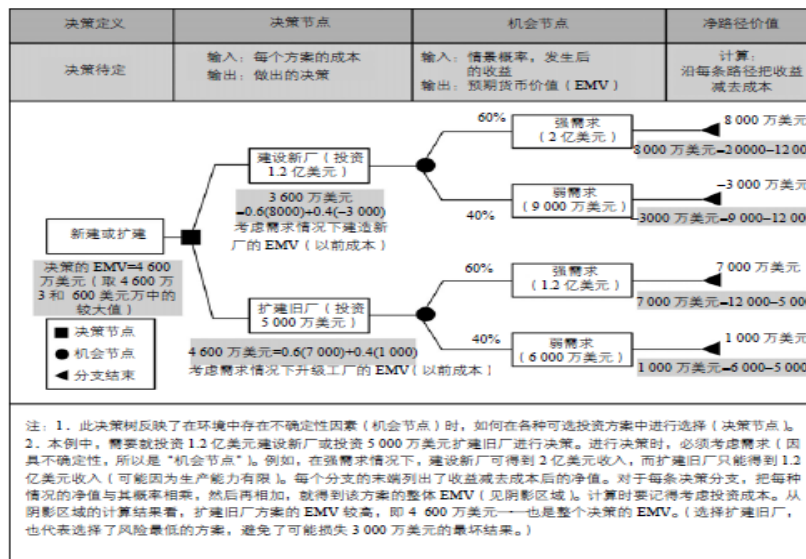 决策定义
决策节点
机会节点
净路径价值
决策待定
输入：每个方案的成本
输出：做出的决策
输入：情景概率，发生后
的收益
输出：预期货币价值（EMV）
计算：
沿每条路径把收益
减去成本
新建或扩建
决策的 EMV=4 600
万美元（取 4 600 万
3 和 600 美元万中的
较大值）
建设新厂（投资
1.2 亿美元）
3 600 万美元
=0.6(8000)+0.4(−3 000)
考虑需求情况下建造新
厂的 EMV（以前成本）
扩建旧厂（投资
5 000 万美元）
4 600 万美元=0.6(7 000)+0.4(1 000)
考虑需求情况下升级工厂的 EMV（以前成本）
60%
强需求
（2 亿美元）
8 000 万美元
8 000 万美元=2 0000−12 00
40%
弱需求
（9 000 万美元）
−3 000 万美元
−3000 万美元=9 000−12 00
60%
强需求
（1.2 亿美元）
7 000 万美元
7 000 万美元=12 000−5 00
40%
弱需求
（6 000 万美元）
1 000 万美元
1 000 万美元=6 000−5 00
决策节点
机会节点
分支结束
注：1．此决策树反映了在环境中存在不确定性因素（机会节点）时，如何在各种可选投资方案中进行选择（决策节点）。
2．本例中，需要就投资 1.2 亿美元建设新厂或投资 5 000 万美元扩建旧厂进行决策。进行决策时，必须考虑需求（因
具不确定性，所以是“机会节点”）。例如，在强需求情况下，建设新厂可得到 2 亿美元收入，而扩建旧厂只能得到 1.2
亿美元收入（可能因为生产能力有限）。每个分支的末端列出了收益减去成本后的净值。对于每条决策分支，把每种
情况的净值与其概率相乘，然后再相加，就得到该方案的整体 EMV（见阴影区域）。计算时要记得考虑投资成本。从
阴影区域的计算结果看，扩建旧厂方案的 EMV 较高，即 4 600 万美元——也是整个决策的 EMV。（选择扩建旧厂，
也代表选择了风险最低的方案，避免了可能损失 3 000 万美元的最坏结果。）